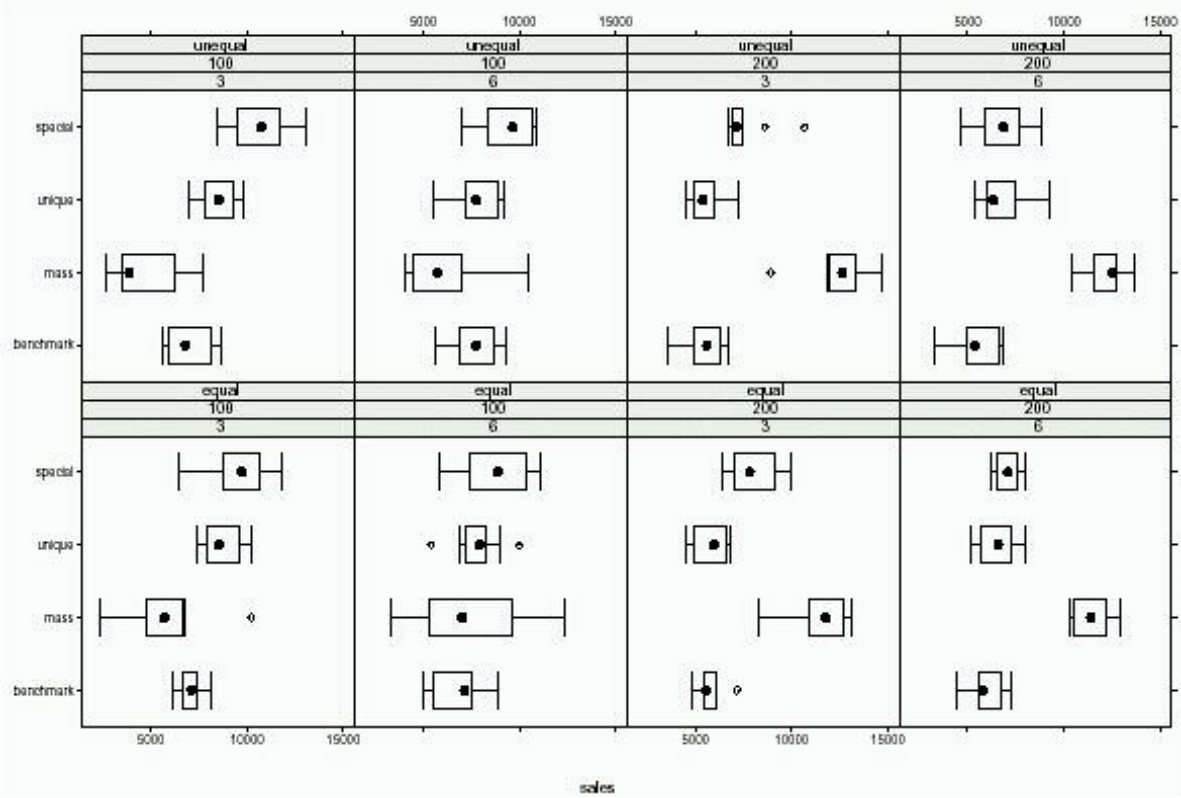 5000 10000 15000 5000 10000 15000
unequal unequal unequal unequal
100 100 200 200
3 6 3 6
special
unique
mass
benchmark
equal equal equal equal
100 100 200 200
3 6 3 6
special
unique
mass
benchmark
5000 10000 15000 5000 10000 15000
sales